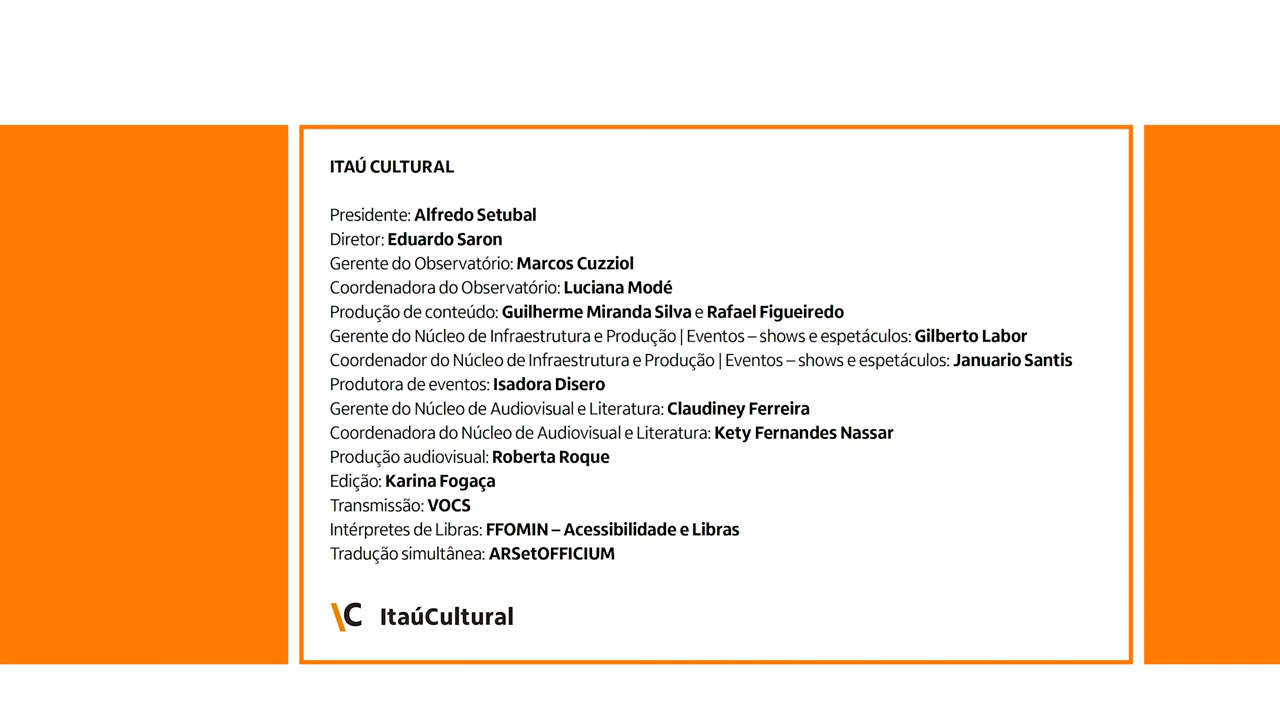 ITAÚ CULTURAL
Presidente: Alfredo Setubal
Diretor: Eduardo Saron
Gerente do Observatório: Marcos Cuzziol
Coordenadora do Observatório: Luciana Modé
Produção de conteúdo: Guilherme Miranda Silva e Rafael Figueiredo
Gerente do Núcleo de Infraestrutura e Produção | Eventos – shows e espetáculos: Gilberto Labor
Coordenador do Núcleo de Infraestrutura e Produção | Eventos – shows e espetáculos: Januario Santis
Produtora de eventos: Isadora Disero
Gerente do Núcleo de Audiovisual e Literatura: Claudiney Ferreira
Coordenadora do Núcleo de Audiovisual e Literatura: Kety Fernandes Nassar
Produção audiovisual: Roberta Roque
Edição: Karina Fogaça
Transmissão: VOCS
Intérpretes de Libras: FFOMIN – Acessibilidade e Libras
Tradução simultânea: ARSetOFFICIUM
\C ItaúCultural